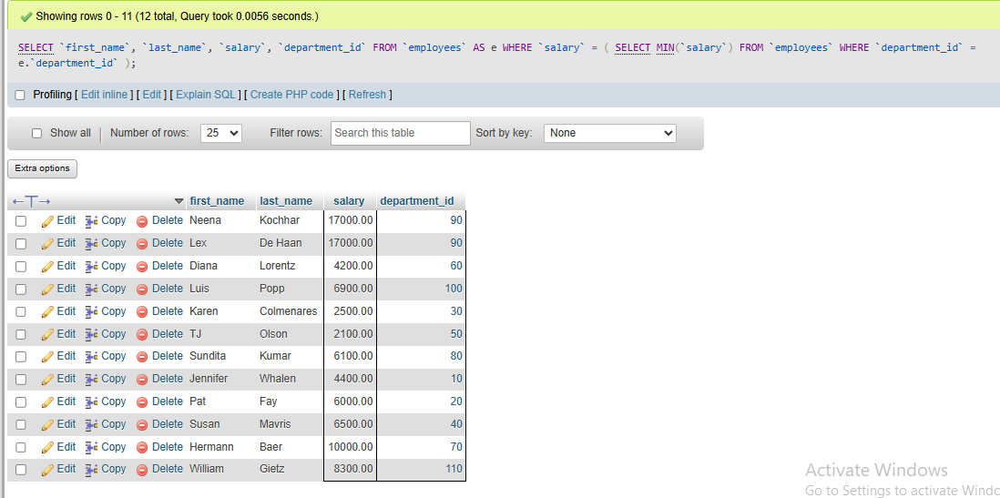 Showing rows 0 - 11 (12 total, Query took 0.0056 seconds.)
SELECT `first_name`, `last_name`, `salary`, `department_id` FROM `employees` AS e WHERE `salary` = ( SELECT MIN(`salary`) FROM `employees` WHERE `department_id` =
e.`department_id` );
Profiling [ Edit inline ] [ Edit ] [ Explain SQL ] [ Create PHP code ] [ Refresh ]
Show all Number of rows: 25 Filter rows: Search this table Sort by key: None
Extra options
←T→ first_name last_name salary department_id
Edit Copy Delete Neena Kochhar 17000.00 90
Edit Copy Delete Lex De Haan 17000.00 90
Edit Copy Delete Diana Lorentz 4200.00 60
Edit Copy Delete Luis Popp 6900.00 100
Edit Copy Delete Karen Colmenares 2500.00 30
Edit Copy Delete TJ Olson 2100.00 50
Edit Copy Delete Sundita Kumar 6100.00 80
Edit Copy Delete Jennifer Whalen 4400.00 10
Edit Copy Delete Pat Fay 6000.00 20
Edit Copy Delete Susan Mavris 6500.00 40
Edit Copy Delete Hermann Baer 10000.00 70
Edit Copy Delete William Gietz 8300.00 110
Activate Windows
Go to Settings to activate Windo